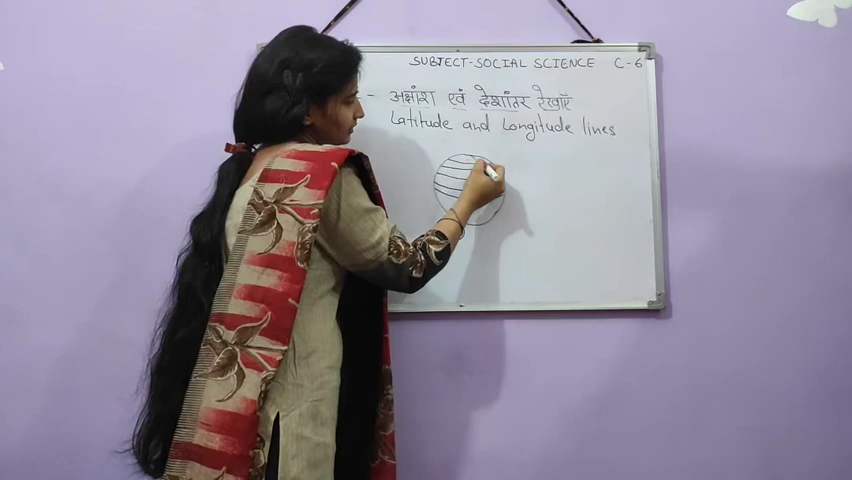 SUBJECT-SOCIAL SCIENCE C-6
- अक्षांश एवं देशांतर रेखाएँ
Latitude and Longitude lines